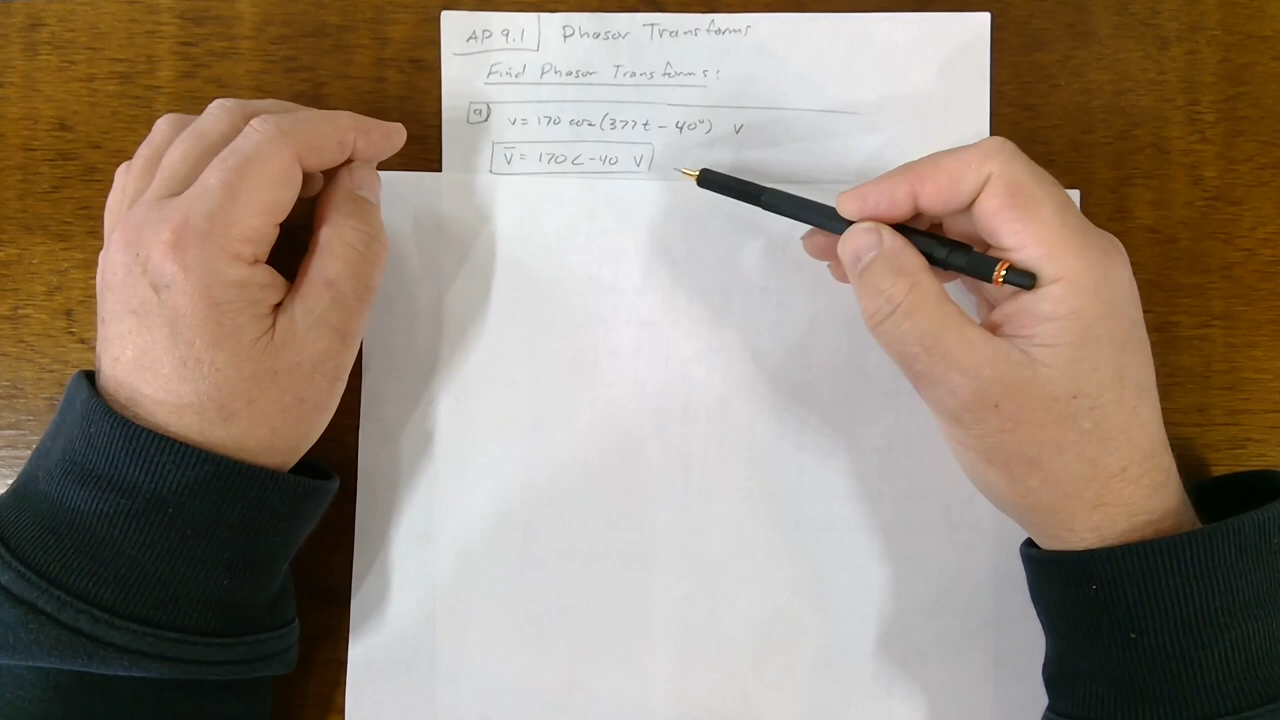 AP 9.1 Phasor Transforms
Find Phasor Transforms:
a) v = 170 cos(377t - 40°) V
V̅ = 170∠-40 V